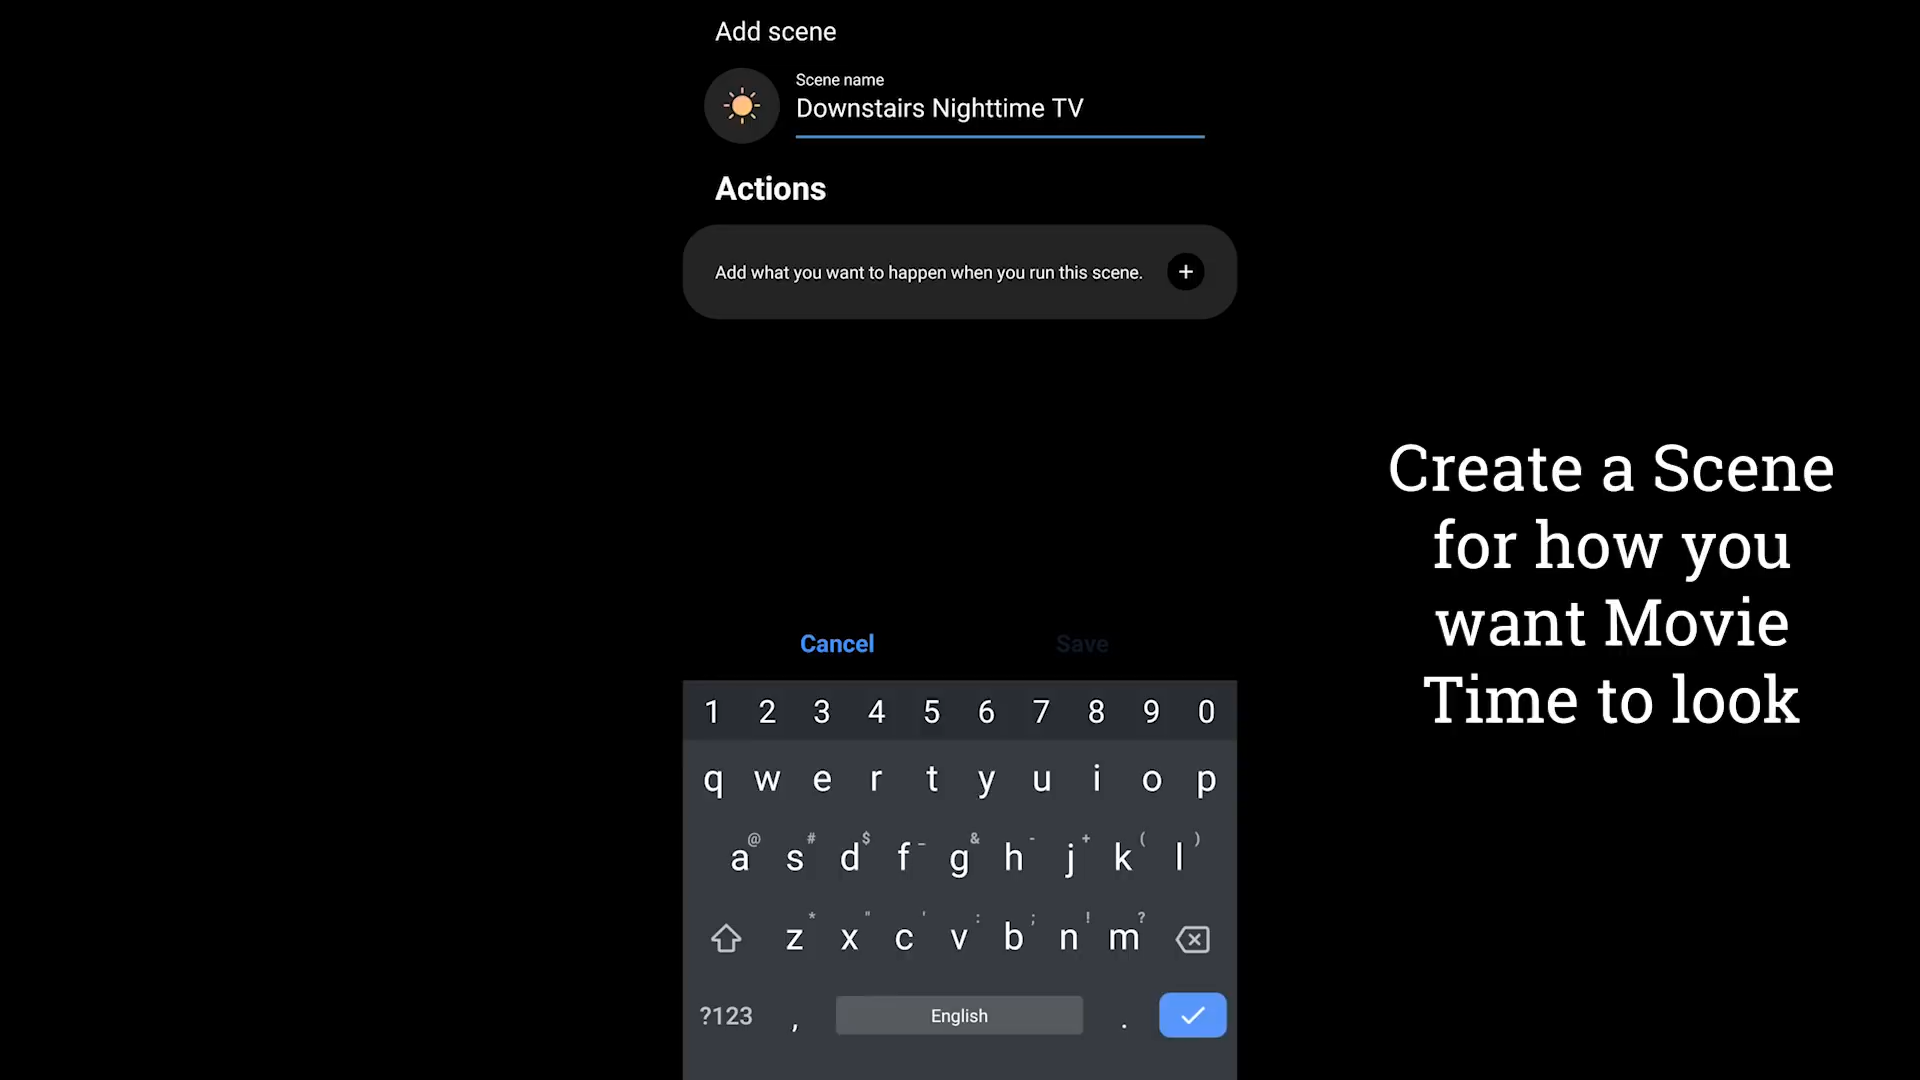 Add scene
Scene name
Downstairs Nighttime TV
Actions
Add what you want to happen when you run this scene.
+
Create a Scene
for how you
want Movie
Time to look
Cancel
Save
1 2 3 4 5 6 7 8 9 0
q w e r t y u i o p
@ # $ _ & - + ( )
a s d f g h j k l
* " ' : ; ! ?
z x c v b n m
?123 , English .